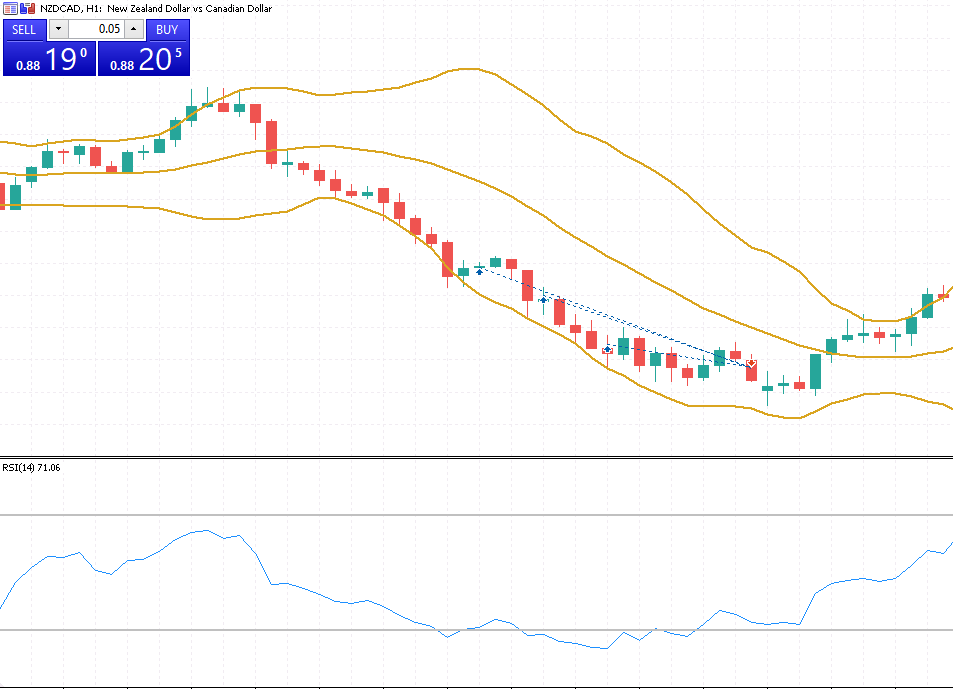 NZDCAD, H1: New Zealand Dollar vs Canadian Dollar
SELL 0.05 BUY
0.88 19 0 0.88 20 5
RSI(14) 71.06